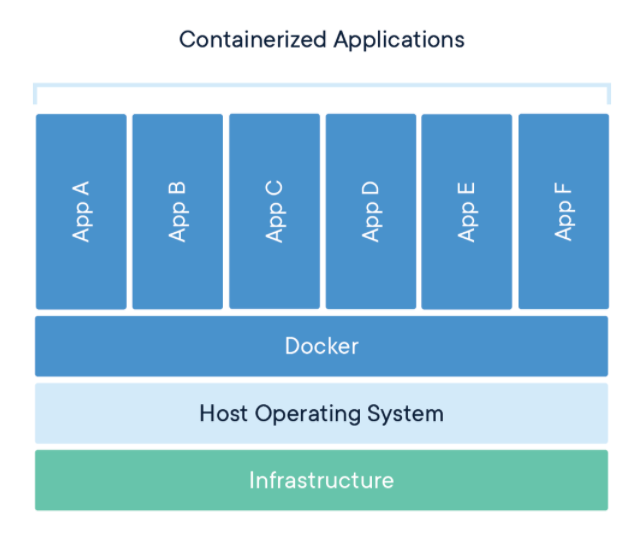 Containerized Applications
App A
App B
App C
App D
App E
App F
Docker
Host Operating System
Infrastructure